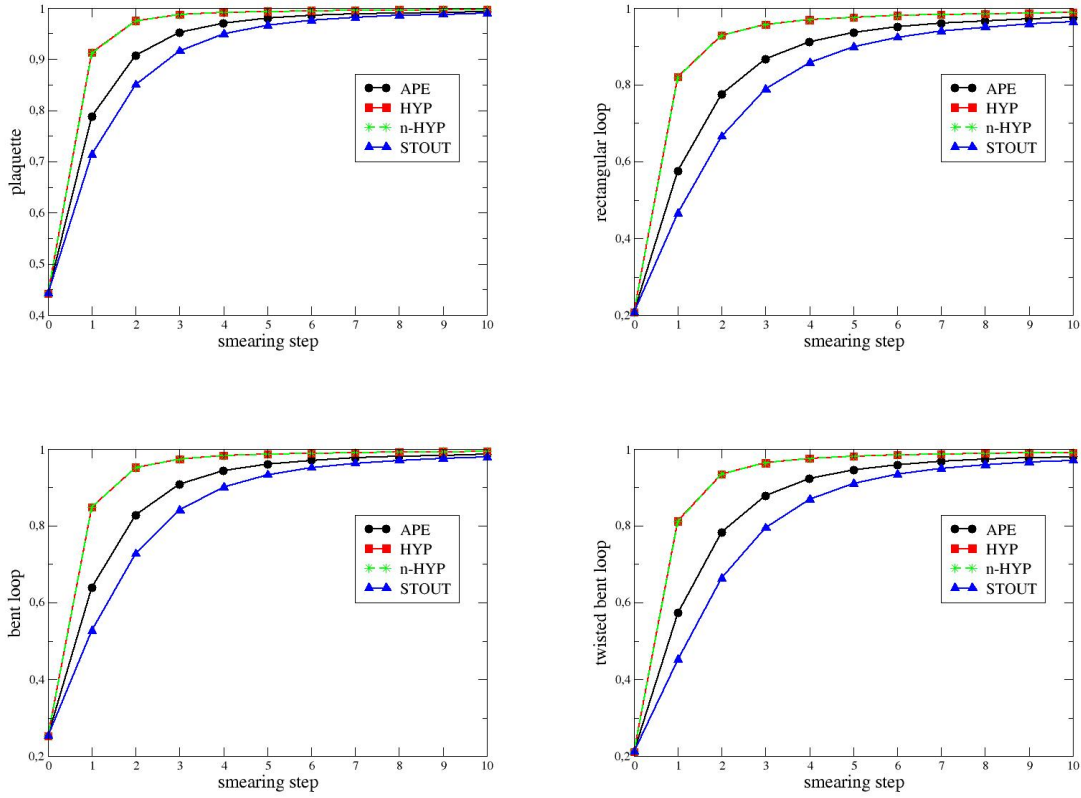 1
0,9
0,8
0,7
0,6
0,5
0,4
plaquette
0 1 2 3 4 5 6 7 8 9 10
smearing step
APE
HYP
n-HYP
STOUT
1
0,8
0,6
0,4
0,2
rectangular loop
0 1 2 3 4 5 6 7 8 9 10
smearing step
APE
HYP
n-HYP
STOUT
1
0,8
0,6
0,4
0,2
bent loop
0 1 2 3 4 5 6 7 8 9 10
smearing step
APE
HYP
n-HYP
STOUT
1
0,8
0,6
0,4
0,2
twisted bent loop
0 1 2 3 4 5 6 7 8 9 10
smearing step
APE
HYP
n-HYP
STOUT